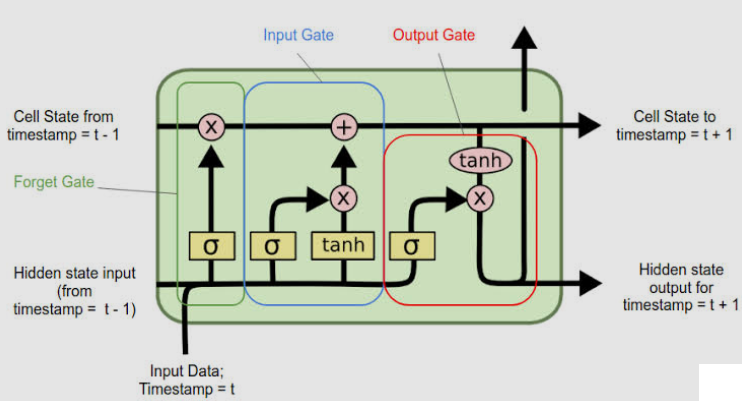 Input Gate
Output Gate
Cell State from
timestamp = t - 1
x
+
Cell State to
timestamp = t + 1
tanh
Forget Gate
x
x
σ
σ
tanh
σ
Hidden state input
(from
timestamp = t - 1)
Hidden state
output for
timestamp = t + 1
Input Data;
Timestamp = t